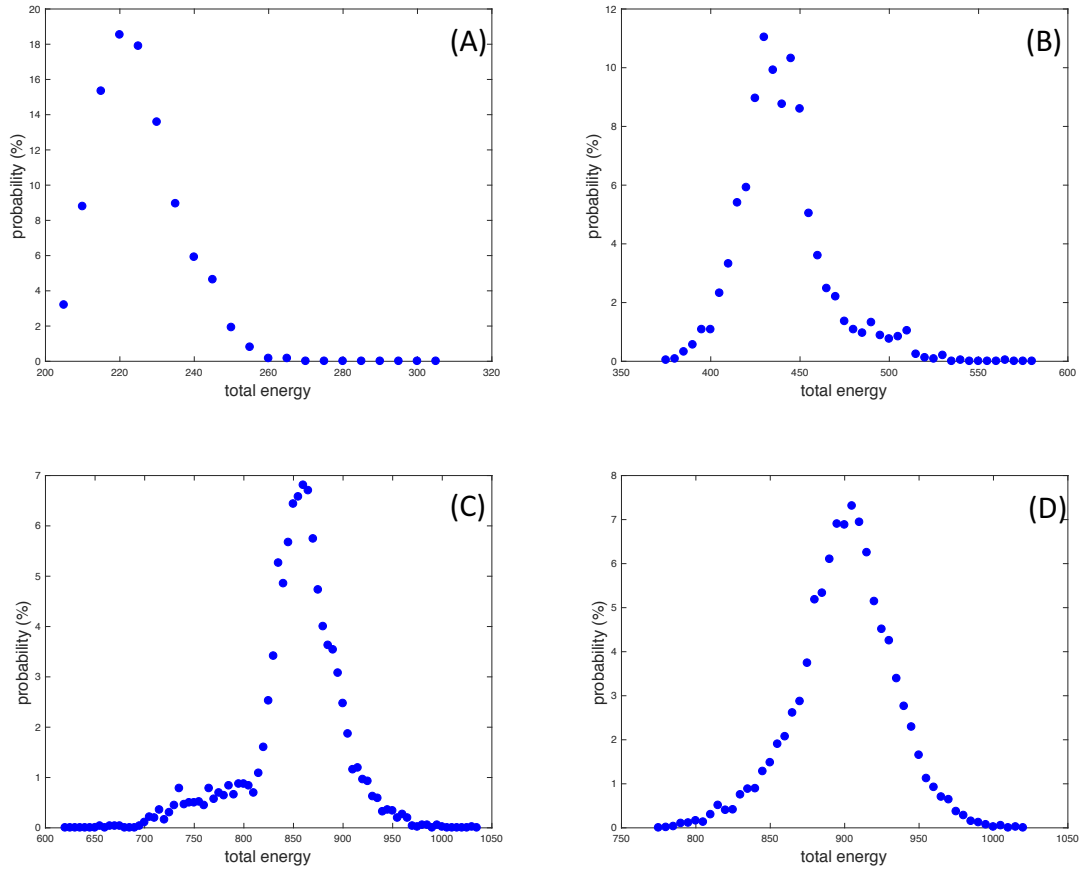 (A)
probability (%)
20
18
16
14
12
10
8
6
4
2
0
200 220 240 260 280 300 320
total energy
(B)
probability (%)
12
10
8
6
4
2
0
350 400 450 500 550 600
total energy
(C)
probability (%)
7
6
5
4
3
2
1
0
600 650 700 750 800 850 900 950 1000 1050
total energy
(D)
probability (%)
8
7
6
5
4
3
2
1
0
750 800 850 900 950 1000 1050
total energy